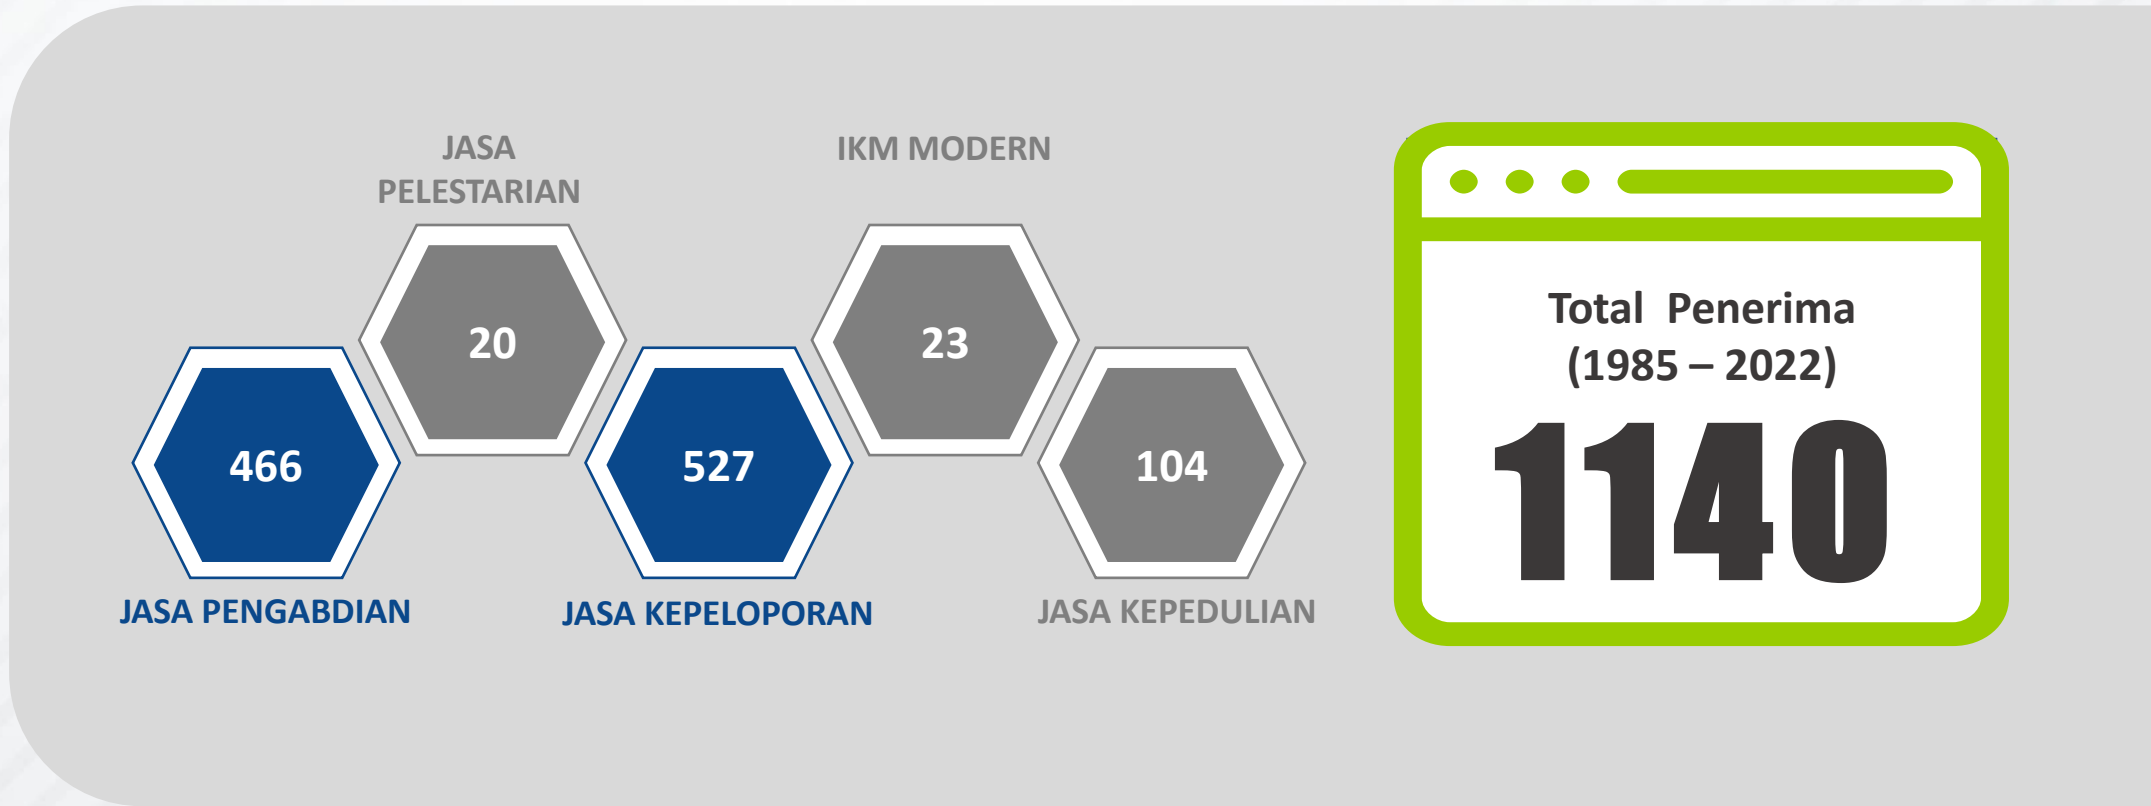 JASA
PELESTARIAN
IKM MODERN
20
23
466
527
104
JASA PENGABDIAN
JASA KEPELOPORAN
JASA KEPEDULIAN
Total Penerima
(1985 – 2022)
1140